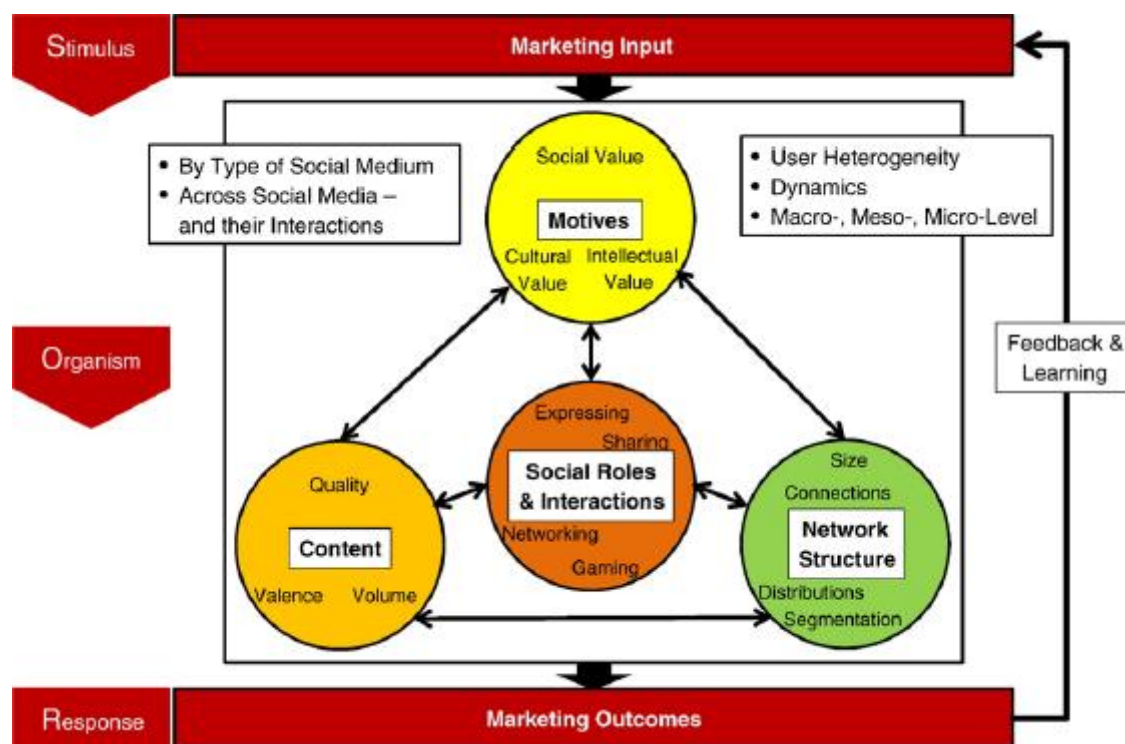 Stimulus
Marketing Input
• By Type of Social Medium
• Across Social Media –
and their Interactions
• User Heterogeneity
• Dynamics
• Macro-, Meso-, Micro-Level
Social Value
Motives
Cultural
Value
Intellectual
Value
Organism
Feedback &
Learning
Expressing
Sharing
Social Roles
& Interactions
Networking
Gaming
Quality
Content
Valence
Volume
Size
Connections
Network
Structure
Distributions
Segmentation
Response
Marketing Outcomes